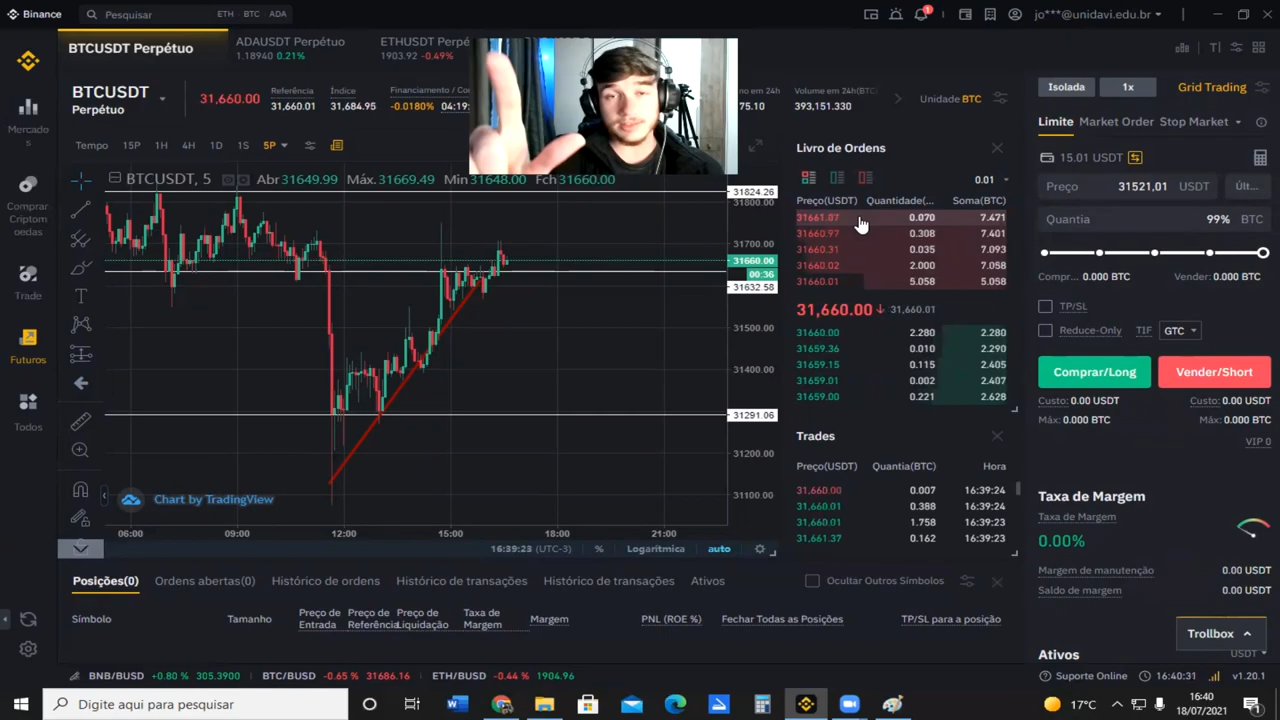 Binance
Pesquisar
ETH BTC ADA
1
jo***@unidavi.edu.br
BTCUSDT Perpétuo
ADAUSDT Perpétuo
1.18940 0.21%
ETHUSDT Perpé
1903.92 -0.49%
BTCUSDT
Perpétuo
31,660.00
Referência
31,660.01
Índice
31,684.95
Financiamento / Co
-0.0180% 04:19:
o em 24h
75.10
Volume em 24h(BTC)
393,151.330
Unidade BTC
Tempo 15P 1H 4H 1D 1S 5P
BTCUSDT, 5 Abr 31649.99 Máx. 31669.49 Mín 31648.00 Fch 31660.00
31824.26
31800.00
31700.00
31660.00
00:36
31632.58
31500.00
31400.00
31291.06
31200.00
31100.00
Chart by TradingView
06:00 09:00 12:00 15:00 18:00 21:00
16:39:23 (UTC-3) % Logarítmica auto
Mercado
s
Comprar
Criptom
oedas
Trade
Futuros
Todos
Livro de Ordens
0.01
Preço(USDT) Quantidade(... Soma(BTC)
31661.07 0.070 7.471
31660.97 0.308 7.401
31660.31 0.035 7.093
31660.02 2.000 7.058
31660.01 5.058 5.058
31,660.00 31,660.01
31660.00 2.280 2.280
31659.36 0.010 2.290
31659.15 0.115 2.405
31659.01 0.002 2.407
31659.00 0.221 2.628
Trades
Preço(USDT) Quantia(BTC) Hora
31,660.00 0.007 16:39:24
31,660.01 0.388 16:39:24
31,660.01 1.758 16:39:23
31,661.37 0.162 16:39:23
Isolada 1x Grid Trading
Limite Market Order Stop Market
15.01 USDT
Preço 31521,01 USDT Últ...
Quantia 99% BTC
Compr... 0.000 BTC Vender: 0.000 BTC
TP/SL
Reduce-Only TIF GTC
Comprar/Long Vender/Short
Custo: 0.00 USDT Custo: 0.00 USDT
Máx: 0.000 BTC Máx: 0.000 BTC
VIP 0
Taxa de Margem
Taxa de Margem
0.00%
Margem de manutenção 0.00 USDT
Saldo de margem 0.00 USDT
Trollbox
Ativos USDT
Posições(0) Ordens abertas(0) Histórico de ordens Histórico de transações Histórico de transações Ativos
Ocultar Outros Símbolos
Símbolo Tamanho Preço de Entrada Preço de Referência Preço de Liquidação Taxa de Margem Margem PNL (ROE %) Fechar Todas as Posições TP/SL para a posição
BNB/BUSD +0.80 % 305.3900 BTC/BUSD -0.65 % 31686.16 ETH/BUSD -0.44 % 1904.96
Suporte Online 16:40:31 v1.20.1
Digite aqui para pesquisar
17°C
16:40
18/07/2021
1